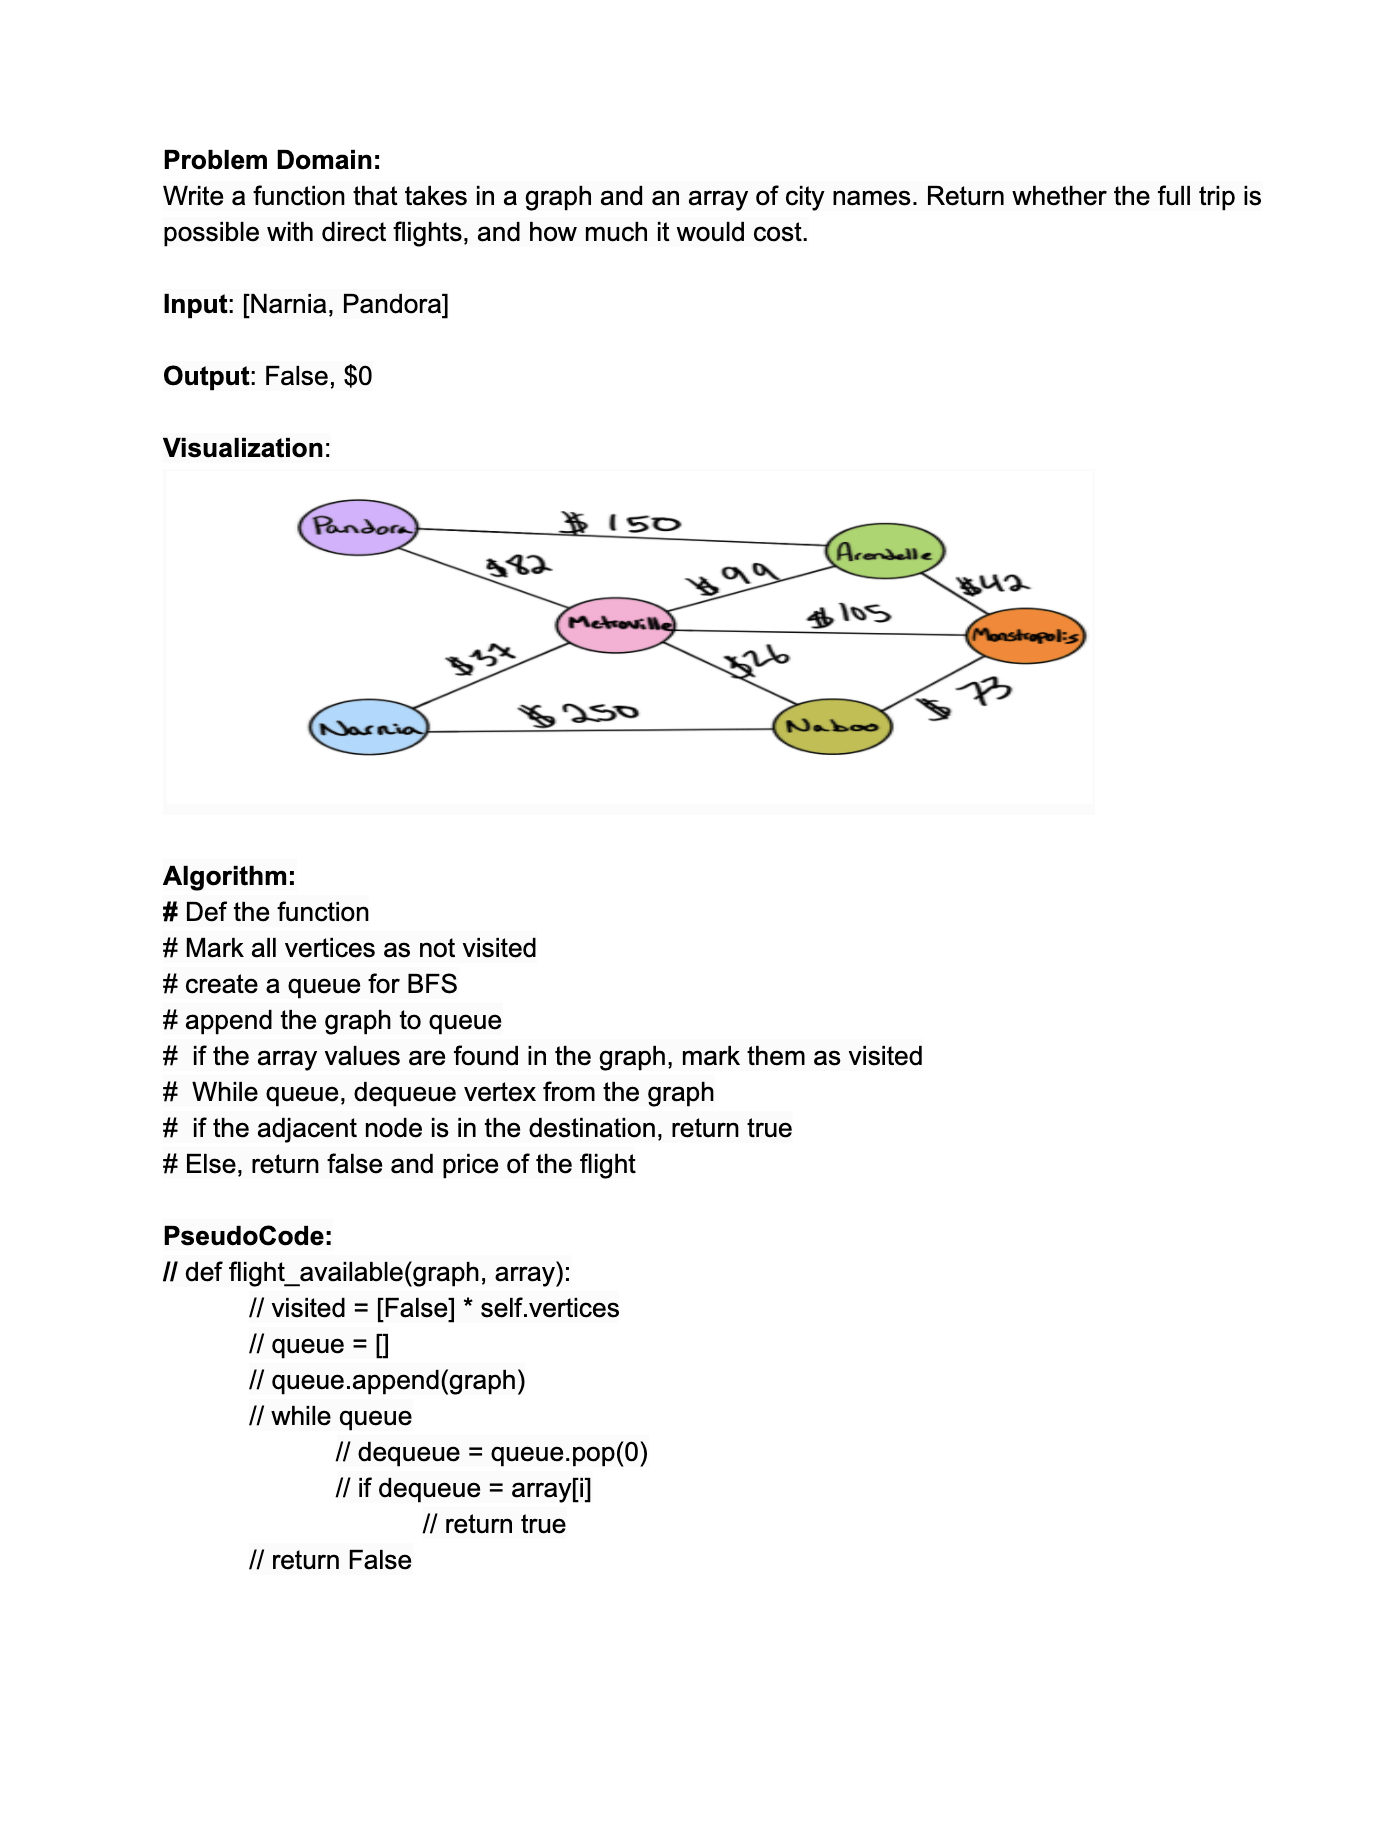 Problem Domain:
Write a function that takes in a graph and an array of city names. Return whether the full trip is
possible with direct flights, and how much it would cost.
Input: [Narnia, Pandora]
Output: False, $0
Visualization:
Pandora
$150
Arendelle
$82
$99
$42
Metroville
$105
Monstropolis
$37
$26
$73
Narnia
$250
Naboo
Algorithm:
# Def the function
# Mark all vertices as not visited
# create a queue for BFS
# append the graph to queue
#  if the array values are found in the graph, mark them as visited
#  While queue, dequeue vertex from the graph
#  if the adjacent node is in the destination, return true
# Else, return false and price of the flight
PseudoCode:
// def flight_available(graph, array):
// visited = [False] * self.vertices
// queue = []
// queue.append(graph)
// while queue
// dequeue = queue.pop(0)
// if dequeue = array[i]
// return true
// return False